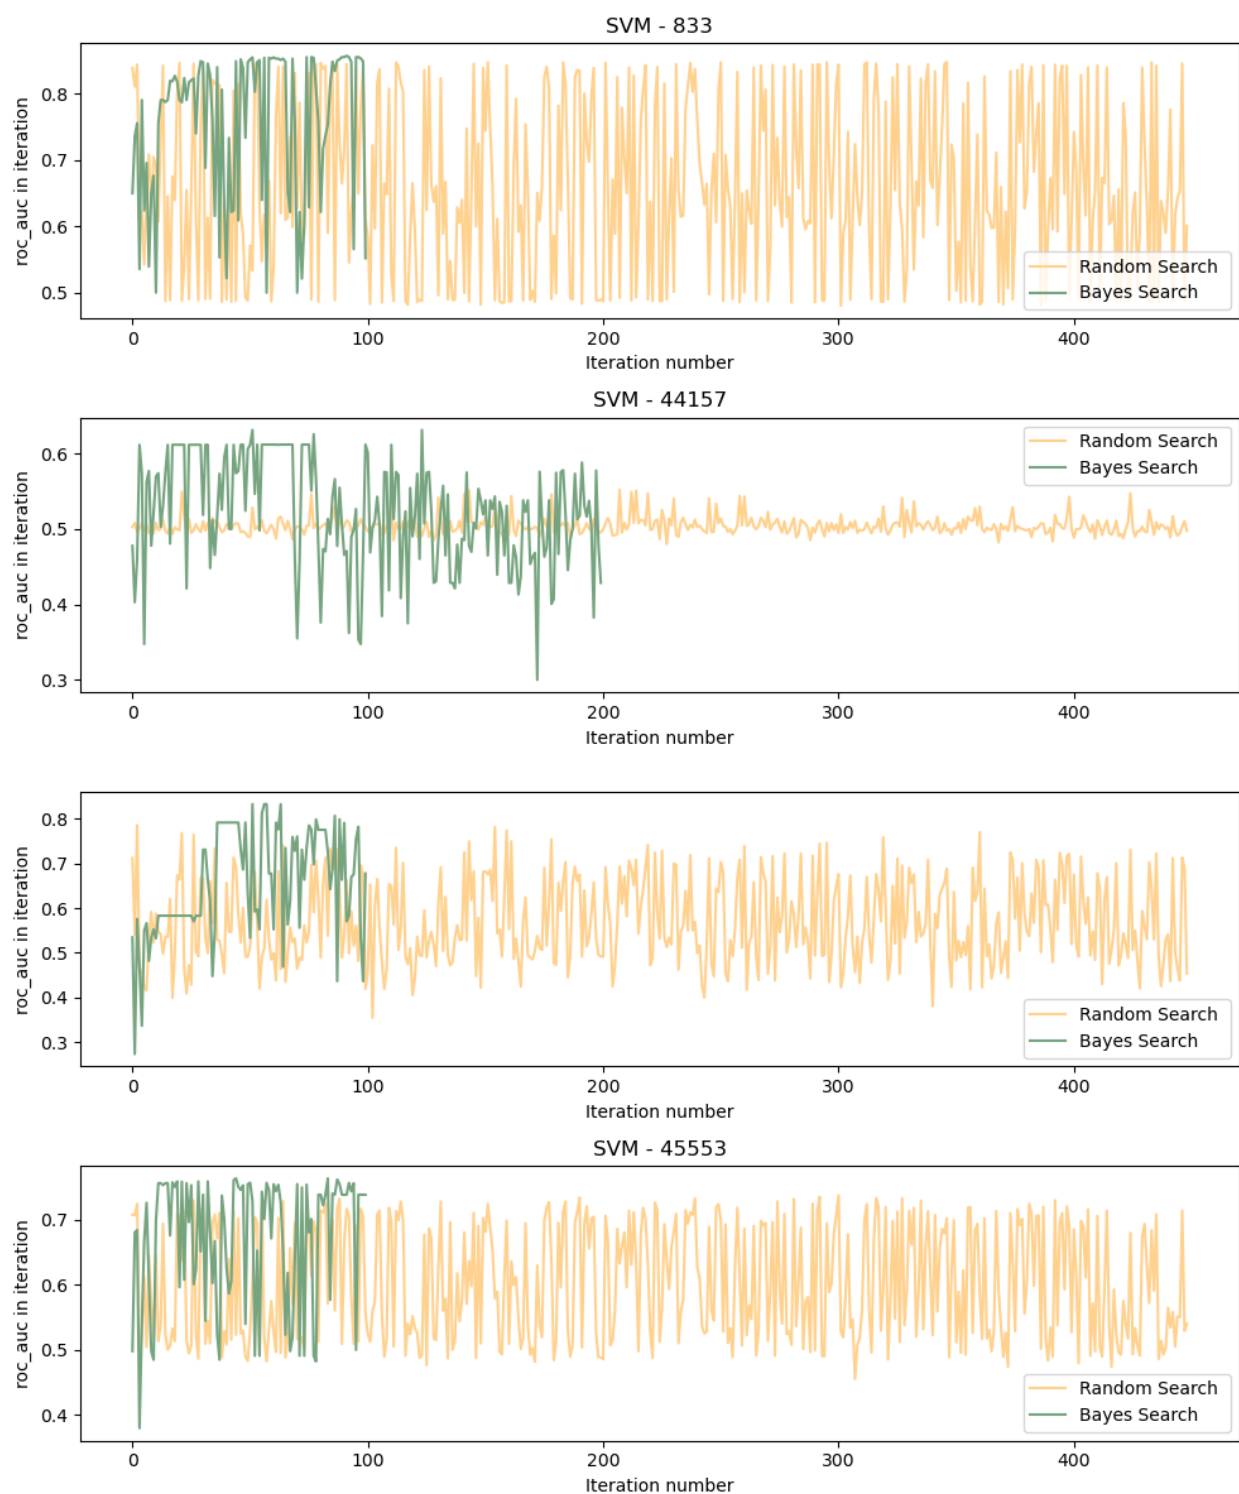 SVM - 833
roc_auc in iteration
0.8
0.7
0.6
0.5
Random Search
Bayes Search
0 100 200 300 400
Iteration number
SVM - 44157
roc_auc in iteration
0.6
0.5
0.4
0.3
Random Search
Bayes Search
0 100 200 300 400
Iteration number
roc_auc in iteration
0.8
0.7
0.6
0.5
0.4
0.3
Random Search
Bayes Search
0 100 200 300 400
Iteration number
SVM - 45553
roc_auc in iteration
0.7
0.6
0.5
0.4
Random Search
Bayes Search
0 100 200 300 400
Iteration number